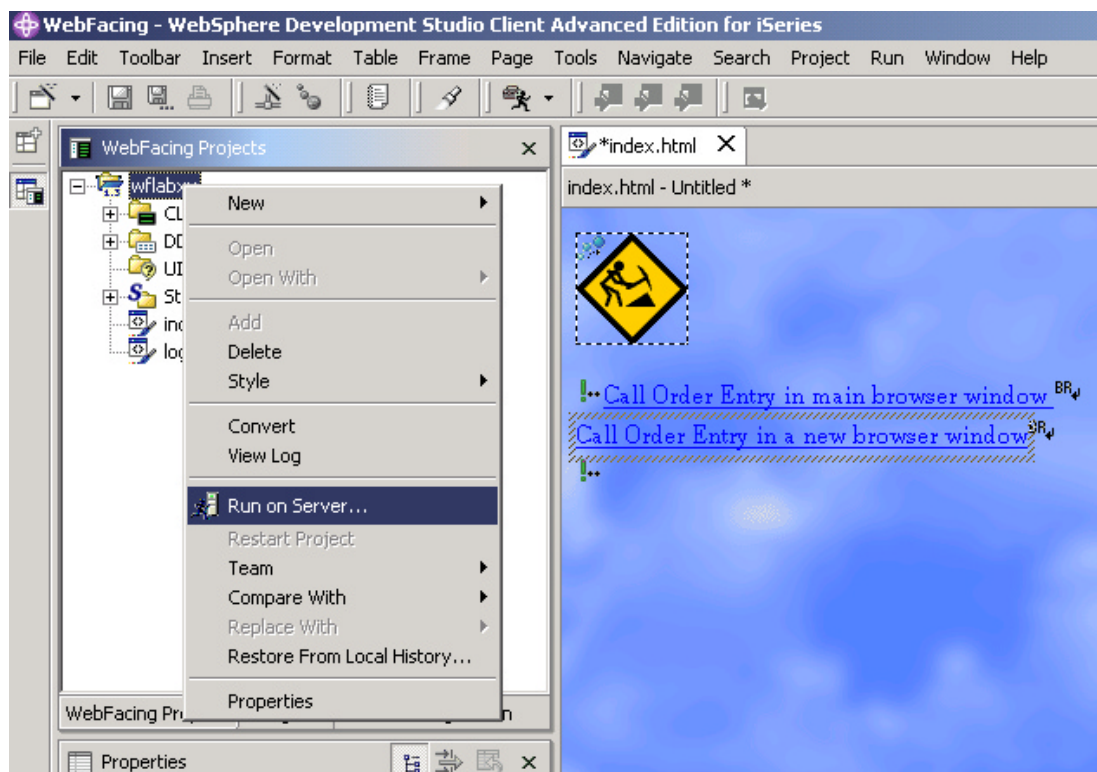 WebFacing - WebSphere Development Studio Client Advanced Edition for iSeries
File Edit Toolbar Insert Format Table Frame Page Tools Navigate Search Project Run Window Help
WebFacing Projects
*index.html
index.html - Untitled *
1.3
New
Open
Open With
Add
Delete
Style
Convert
View Log
Run on Server...
Restart Project
Team
Compare With
Replace With
Restore From Local History...
Properties
Call Order Entry in main browser window BR
Call Order Entry in a new browser window BR
WebFacing
Properties